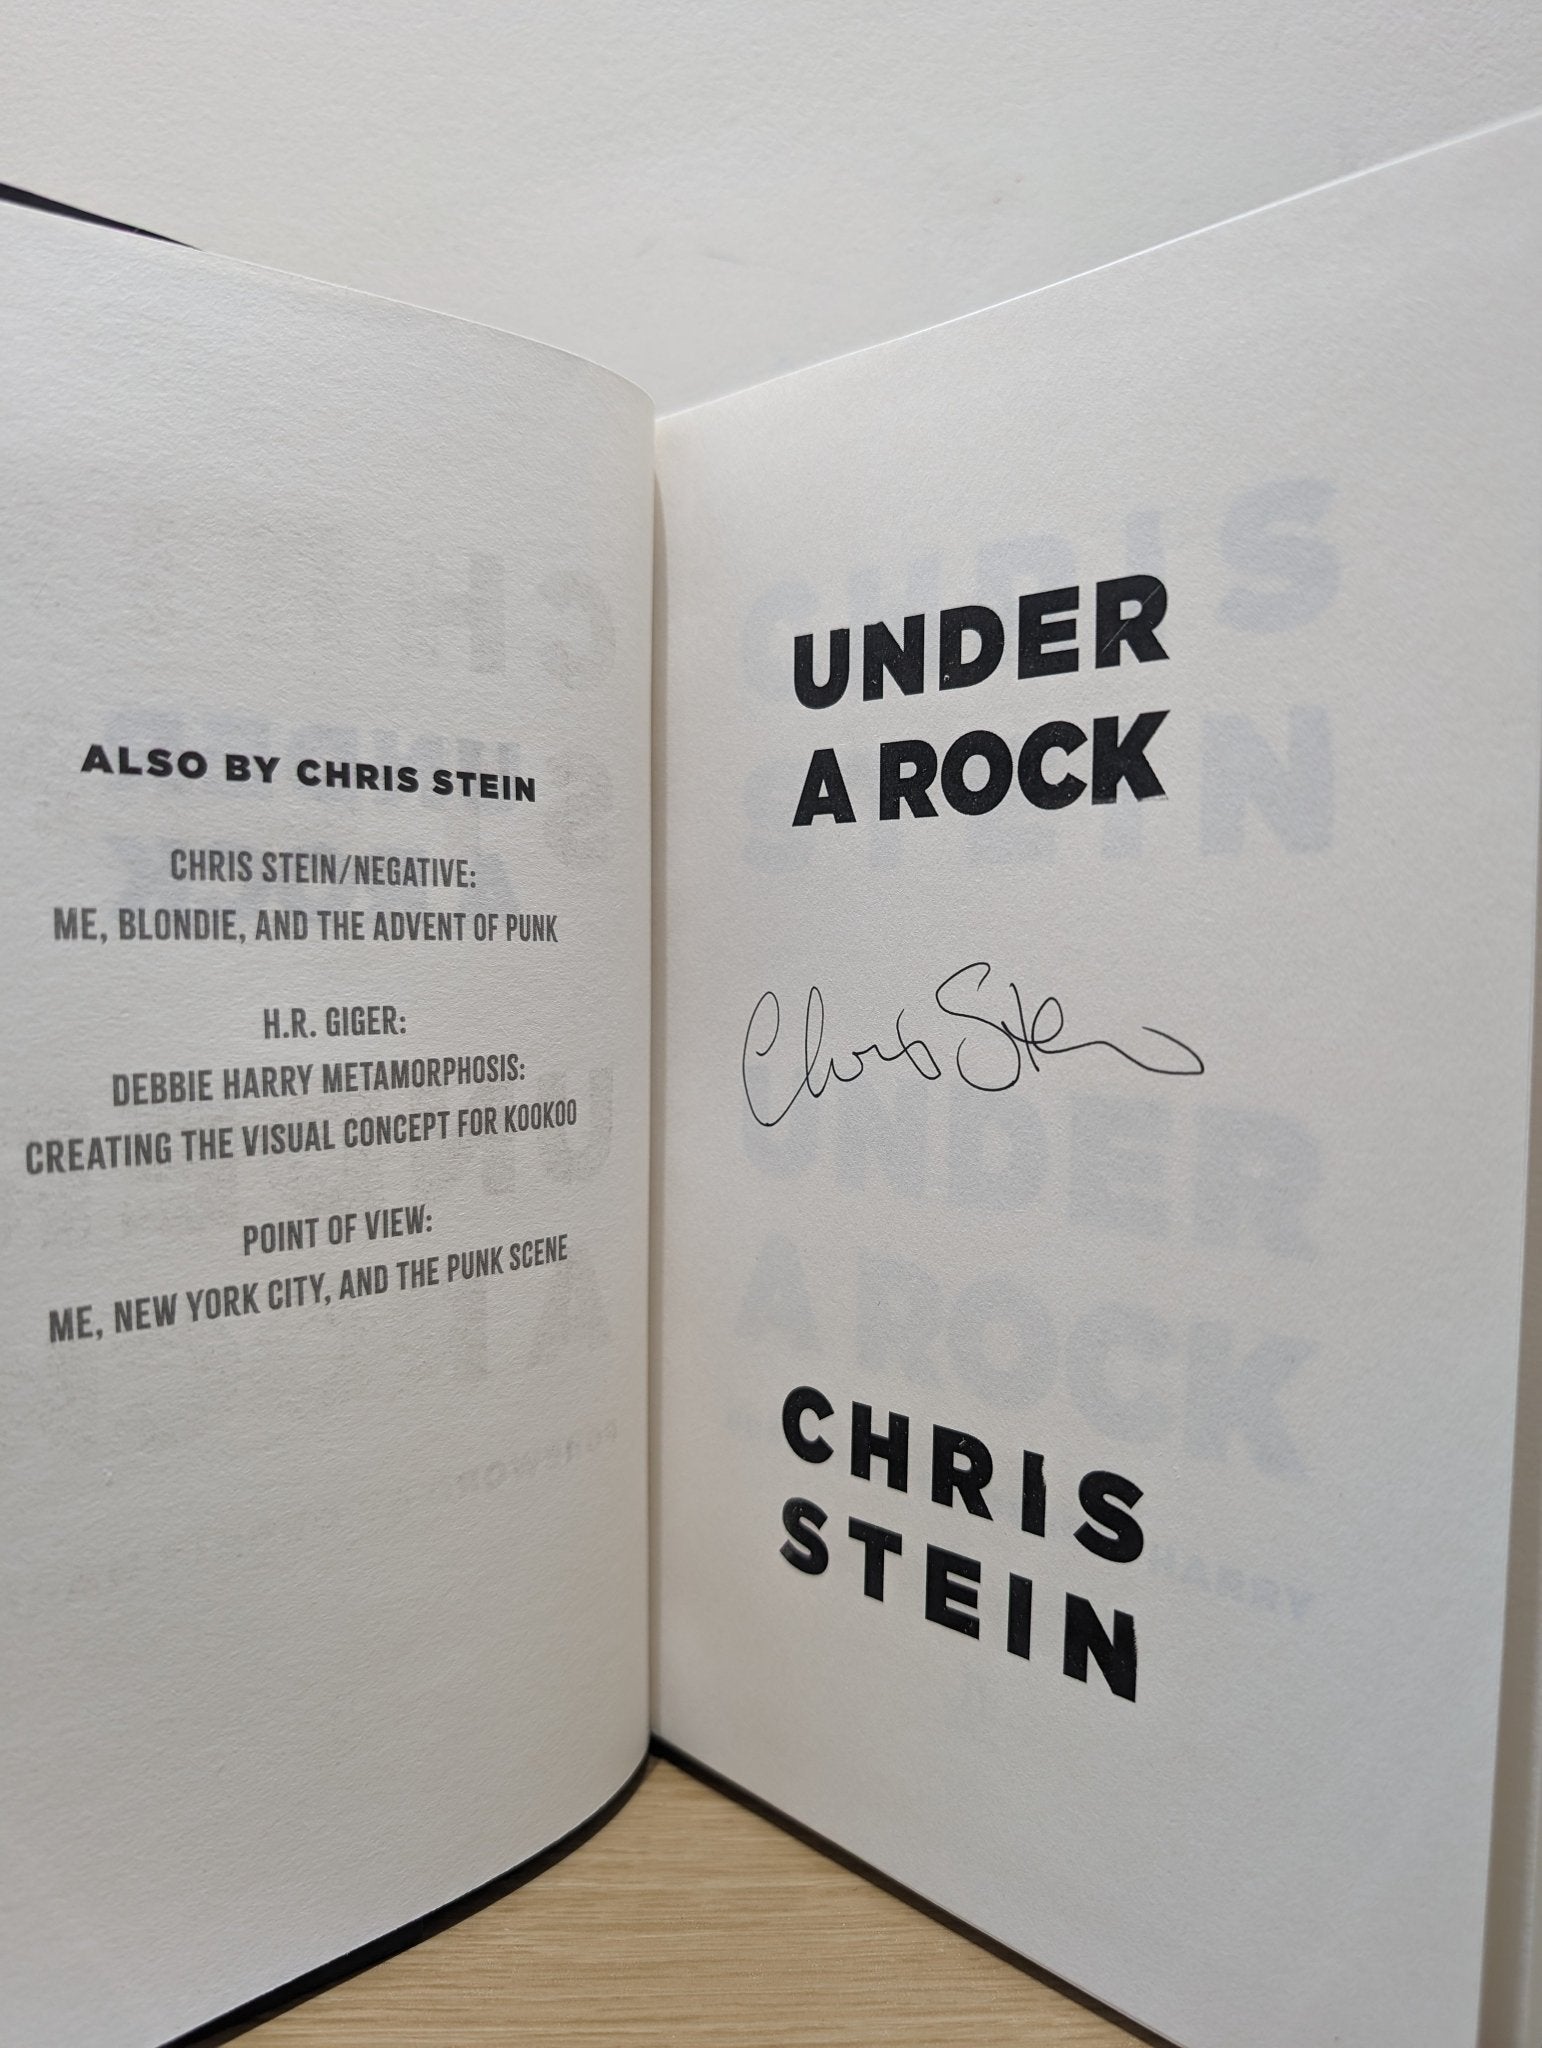 ALSO BY CHRIS STEIN
CHRIS STEIN/NEGATIVE:
ME, BLONDIE, AND THE ADVENT OF PUNK
H.R. GIGER:
DEBBIE HARRY METAMORPHOSIS:
CREATING THE VISUAL CONCEPT FOR KOOKOO
POINT OF VIEW:
ME, NEW YORK CITY, AND THE PUNK SCENE
UNDER
A ROCK
Chris Stein
CHRIS
STEIN